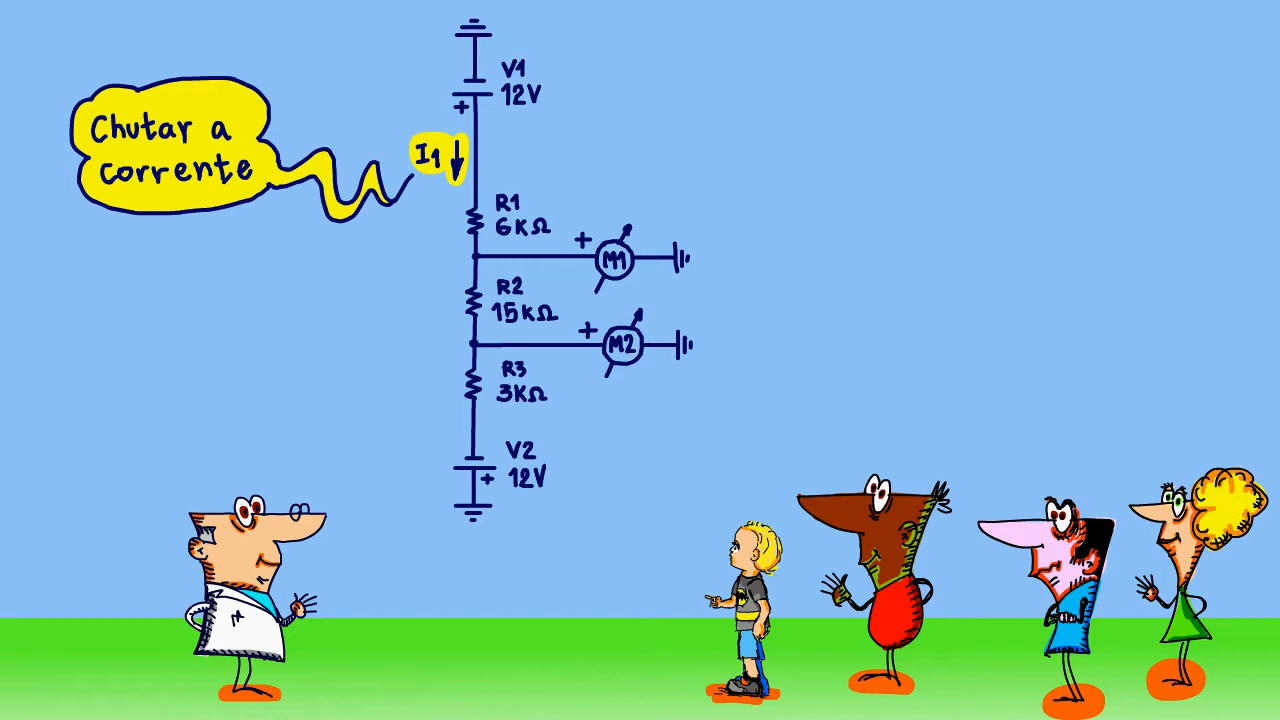 V1
12V
+
Chutar a
corrente
I1
R1
6KΩ
+
M1
R2
15KΩ
+
M2
R3
3KΩ
V2
+
12V